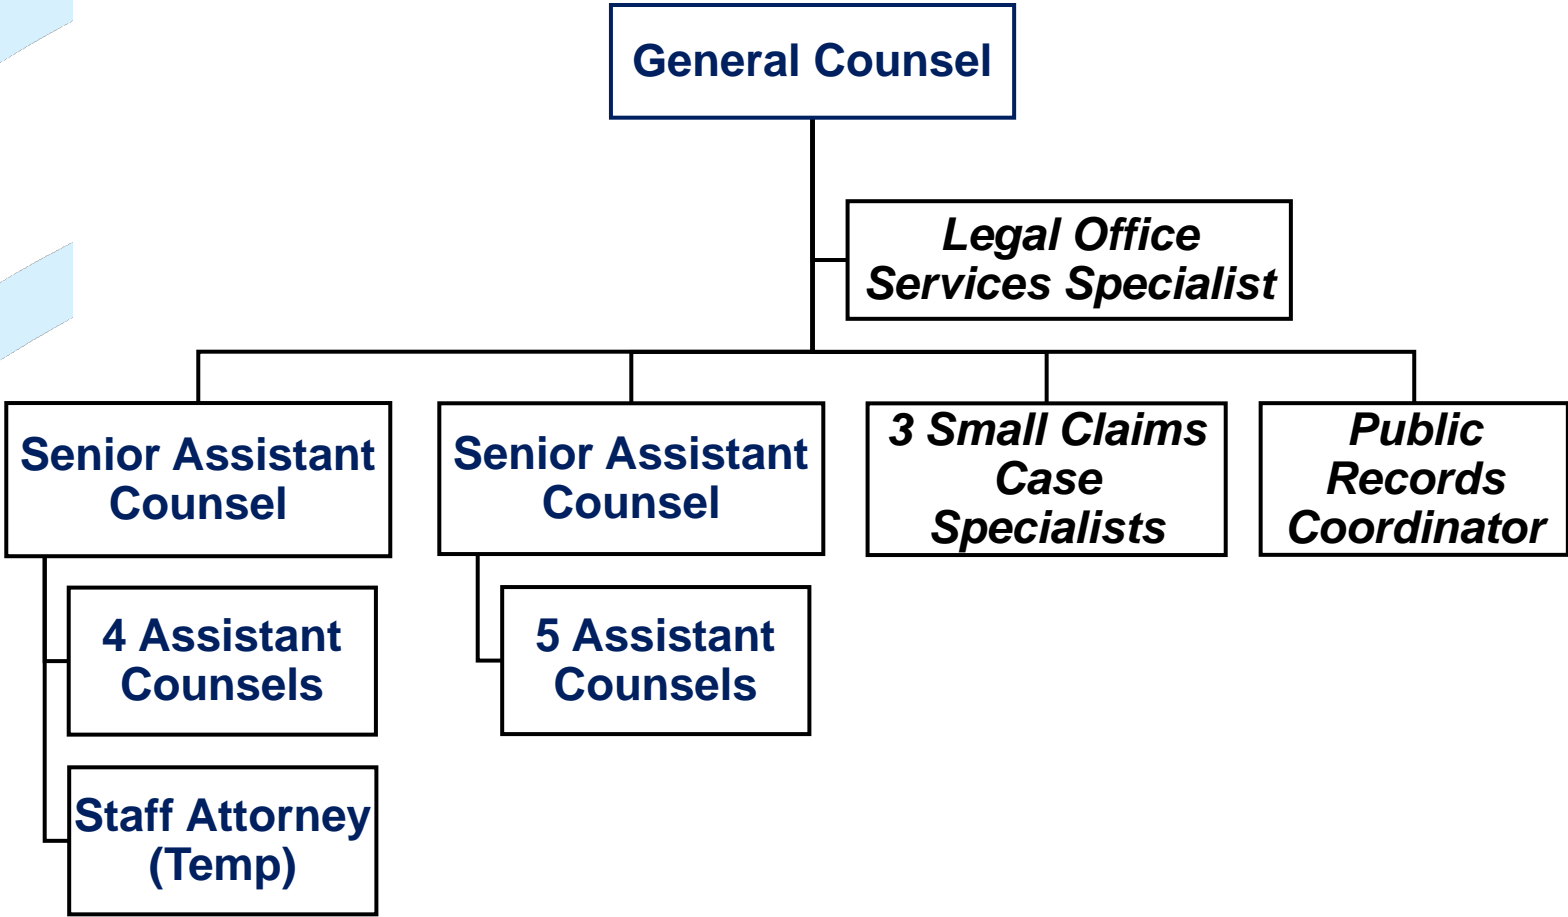 General Counsel
Legal Office
Services Specialist
Senior Assistant
Counsel
Senior Assistant
Counsel
3 Small Claims
Case
Specialists
Public
Records
Coordinator
4 Assistant
Counsels
5 Assistant
Counsels
Staff Attorney
(Temp)